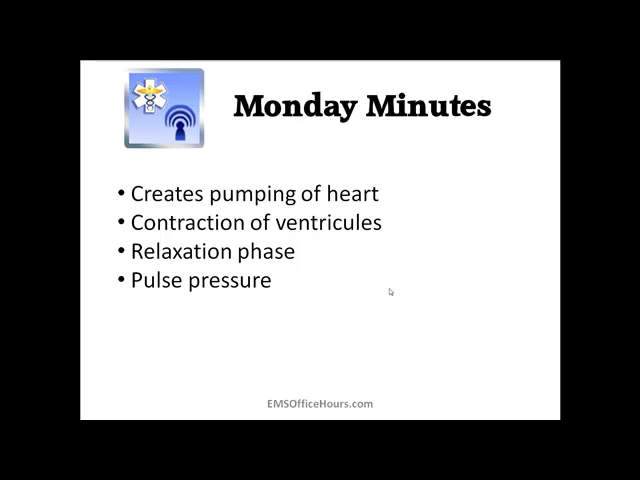 Monday Minutes
• Creates pumping of heart
• Contraction of ventricules
• Relaxation phase
• Pulse pressure
EMSOfficeHours.com